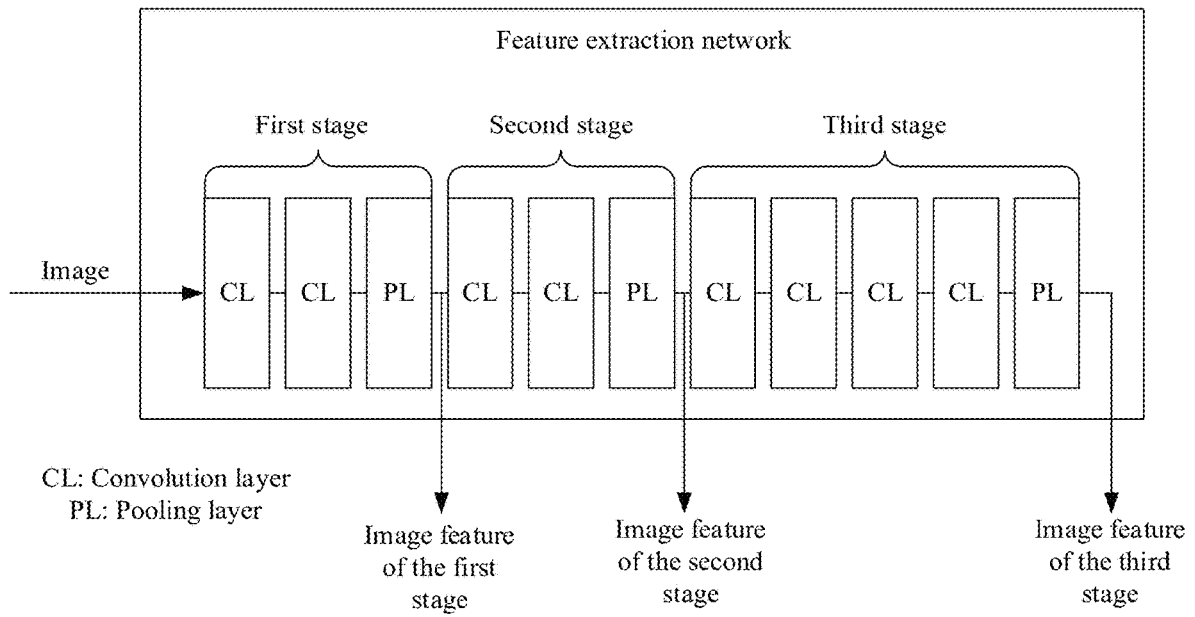 Feature extraction network
First stage
Second stage
Third stage
Image
CL
CL
PL
CL
CL
PL
CL
CL
CL
CL
PL
CL: Convolution layer
PL: Pooling layer
Image feature
of the first
stage
Image feature
of the second
stage
Image feature
of the third
stage